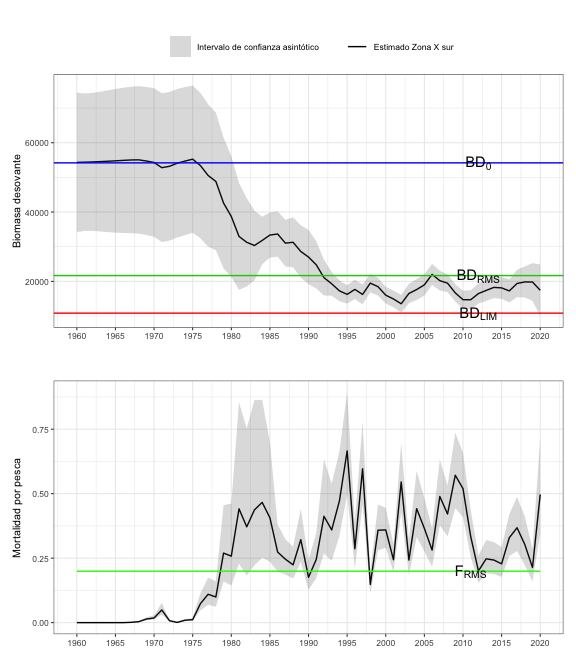 Intervalo de confianza asintótico Estimado Zona X sur
Biomasa desovante
60000
40000
20000
BD0
BDRMS
BDLIM
1960 1965 1970 1975 1980 1985 1990 1995 2000 2005 2010 2015 2020
Mortalidad por pesca
0.75
0.50
0.25
0.00
FRMS
1960 1965 1970 1975 1980 1985 1990 1995 2000 2005 2010 2015 2020